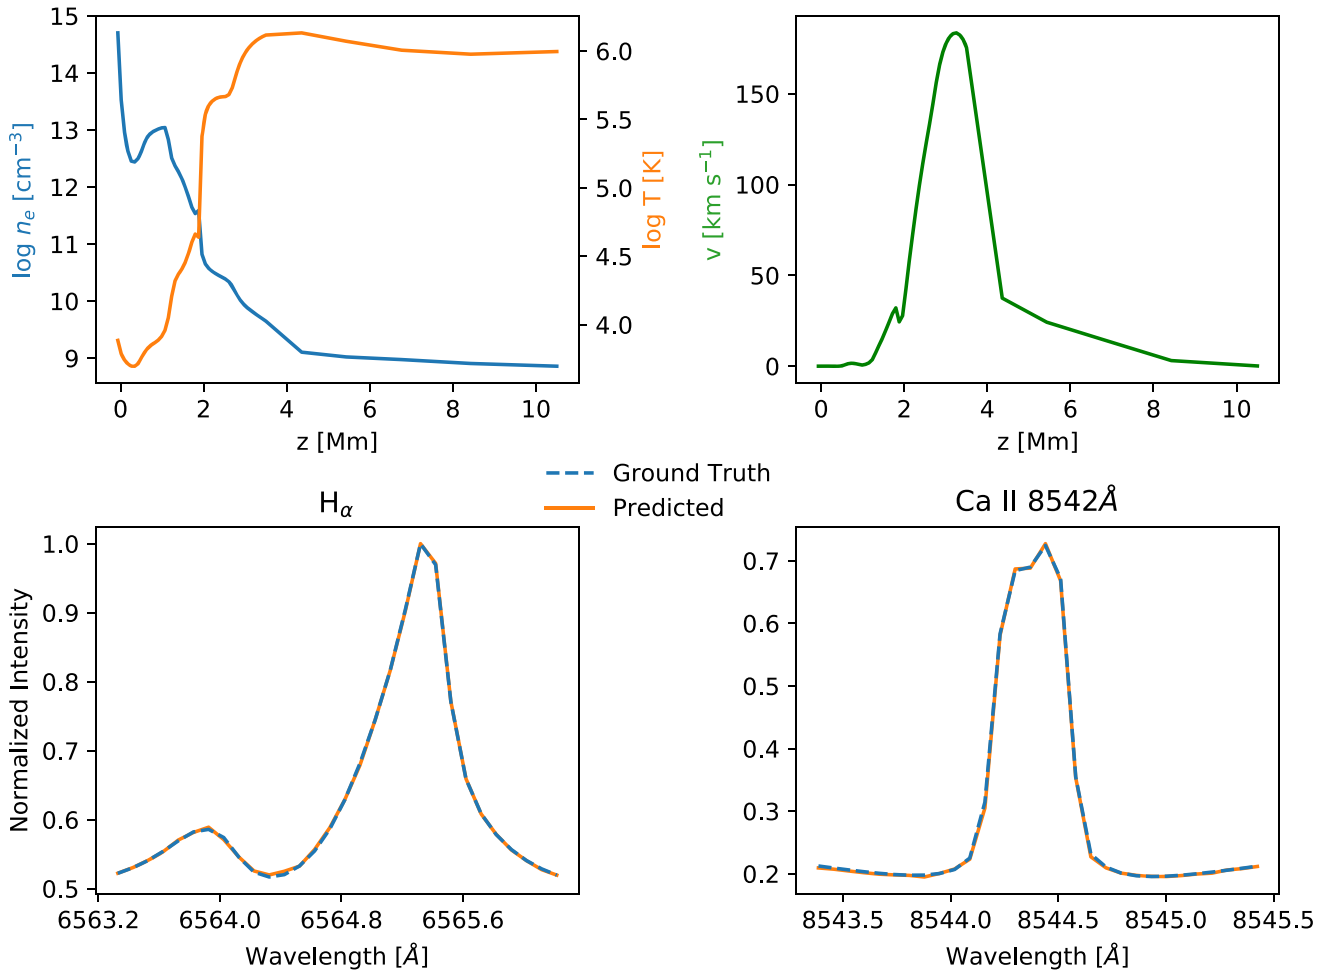 15
14
13
12
11
10
9
log n_e [cm⁻³]
6.0
5.5
5.0
4.5
4.0
log T [K]
0 2 4 6 8 10
z [Mm]
150
100
50
0
v [km s⁻¹]
0 2 4 6 8 10
z [Mm]
Ground Truth
Predicted
H_α
1.0
0.9
0.8
0.7
0.6
0.5
Normalized Intensity
6563.2 6564.0 6564.8 6565.6
Wavelength [Å]
Ca II 8542Å
0.7
0.6
0.5
0.4
0.3
0.2
8543.5 8544.0 8544.5 8545.0 8545.5
Wavelength [Å]